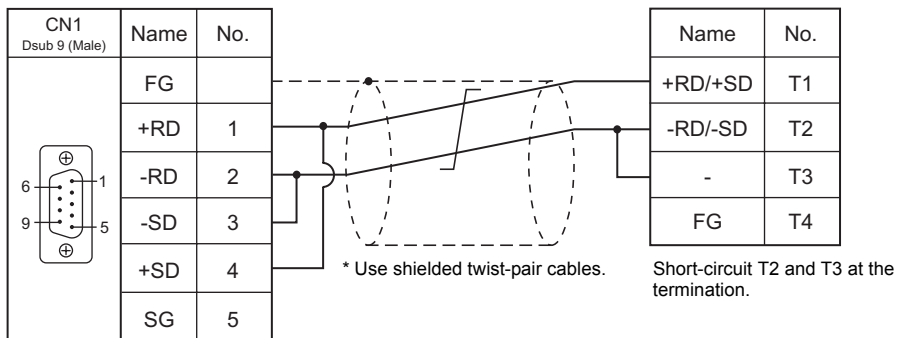 CN1 Name No.
Dsub 9 (Male)
FG
+RD 1
-RD 2
-SD 3
+SD 4
SG 5
6 1
9 5
* Use shielded twist-pair cables.
Name No.
+RD/+SD T1
-RD/-SD T2
- T3
FG T4
Short-circuit T2 and T3 at the
termination.